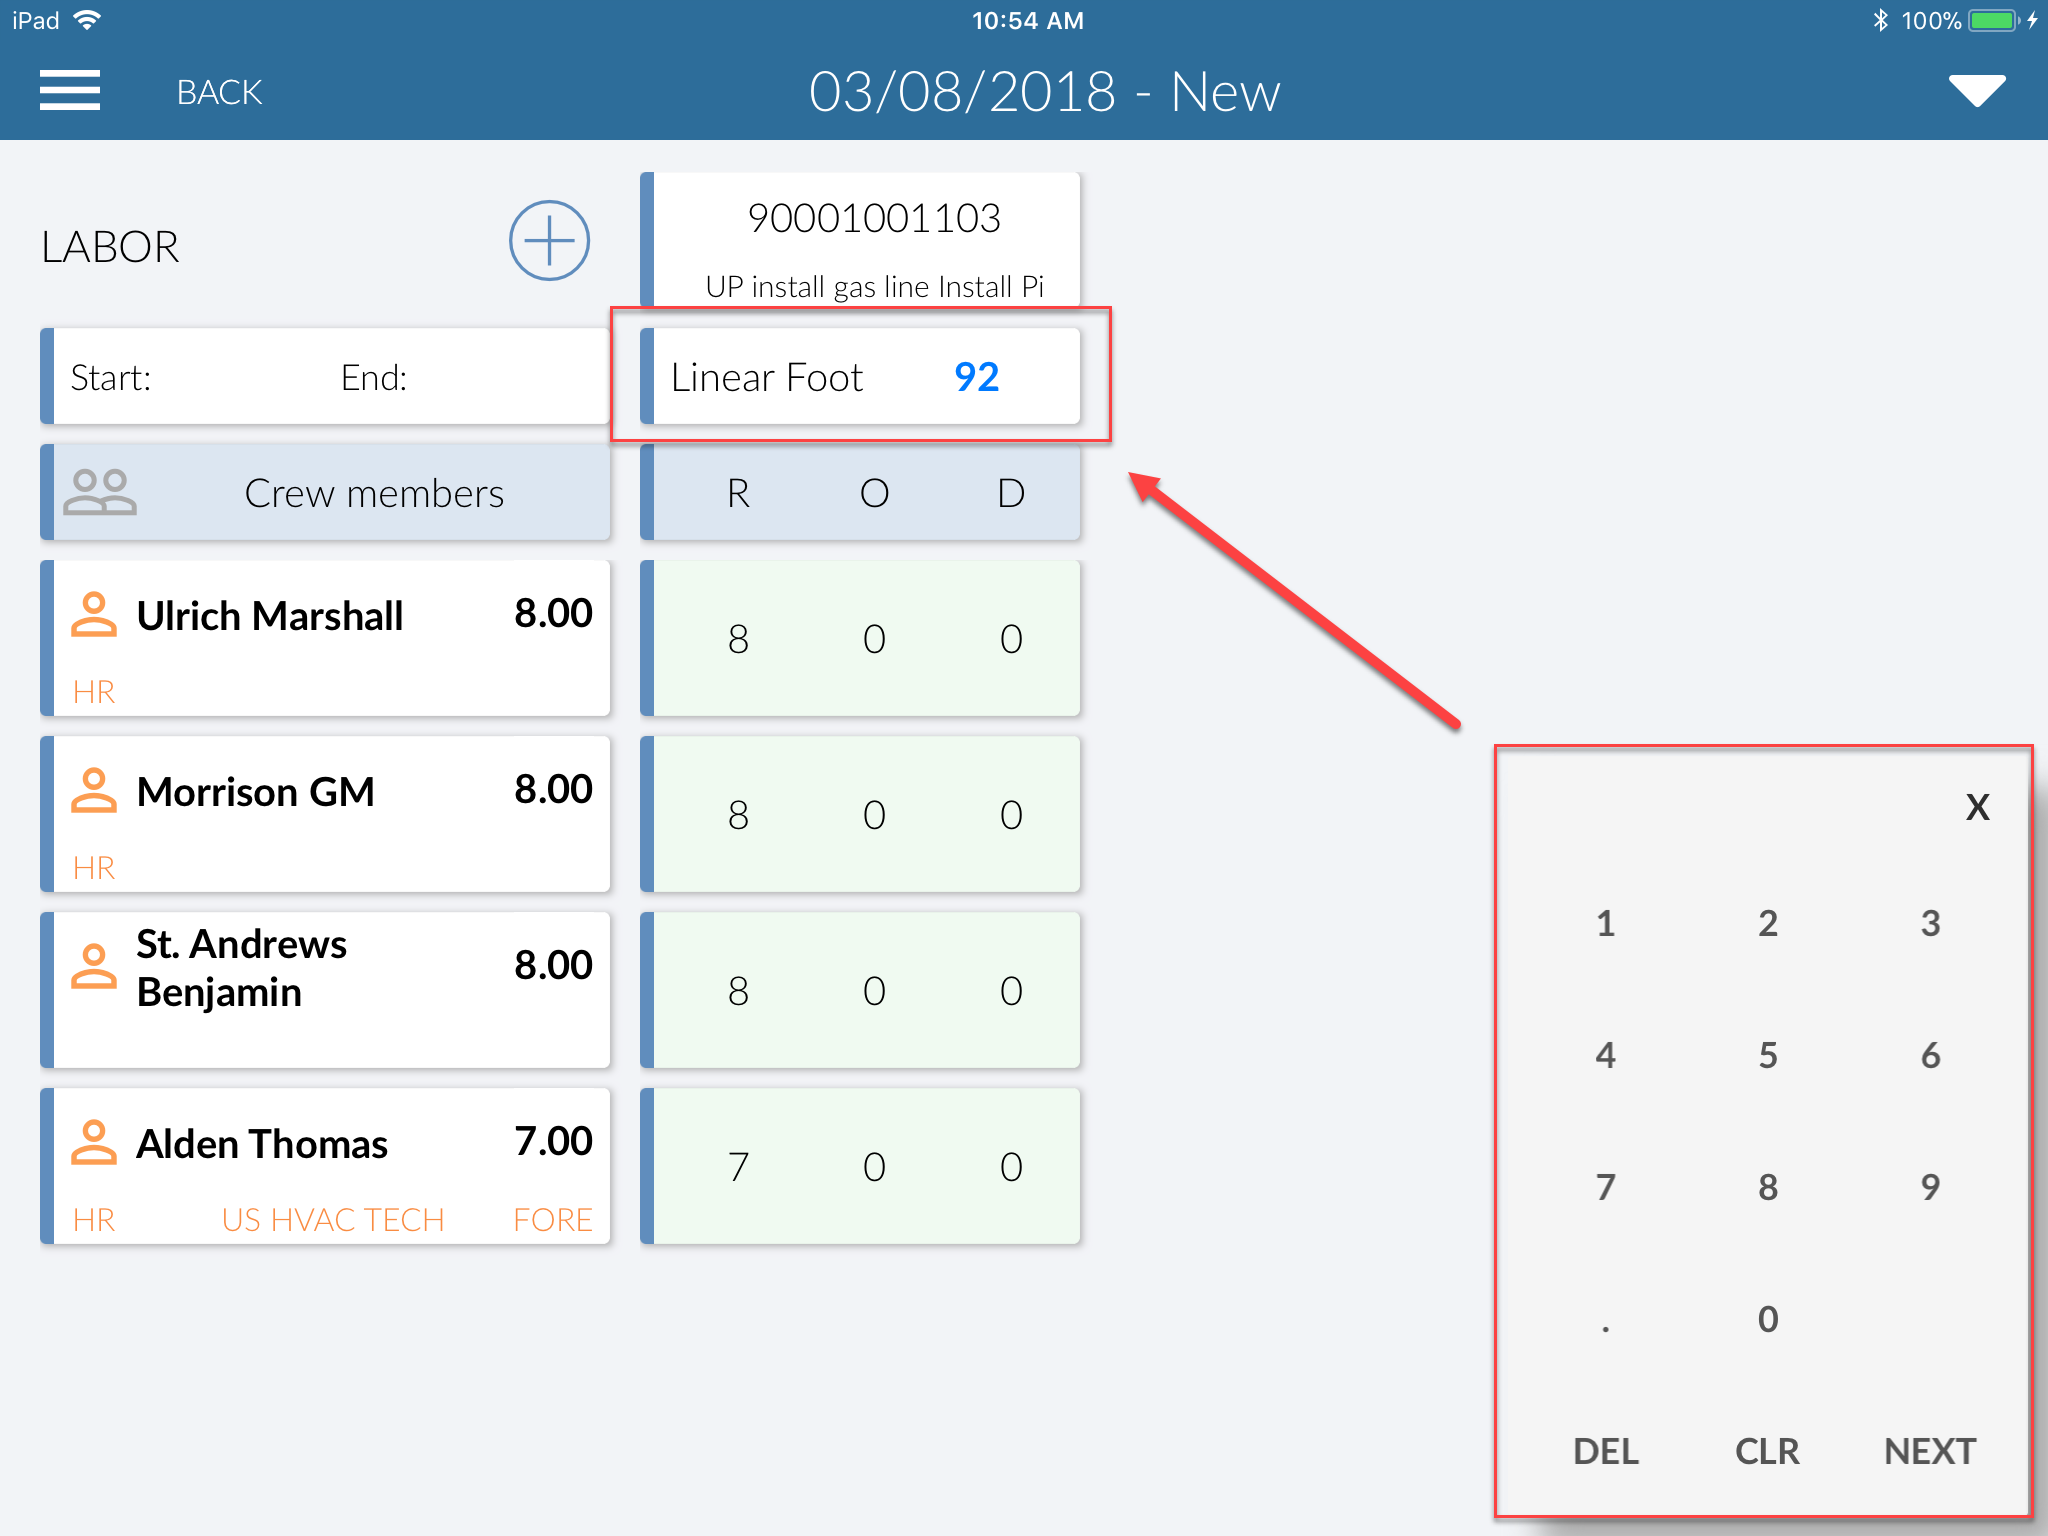 iPad 10:54 AM 100%
BACK 03/08/2018 - New
LABOR
90001001103
UP install gas line Install Pi
Start: End:
Linear Foot 92
Crew members
R O D
Ulrich Marshall 8.00
HR
8 0 0
Morrison GM 8.00
HR
8 0 0
St. Andrews
Benjamin
8.00
8 0 0
Alden Thomas 7.00
HR US HVAC TECH FORE
7 0 0
X
1 2 3
4 5 6
7 8 9
. 0
DEL CLR NEXT